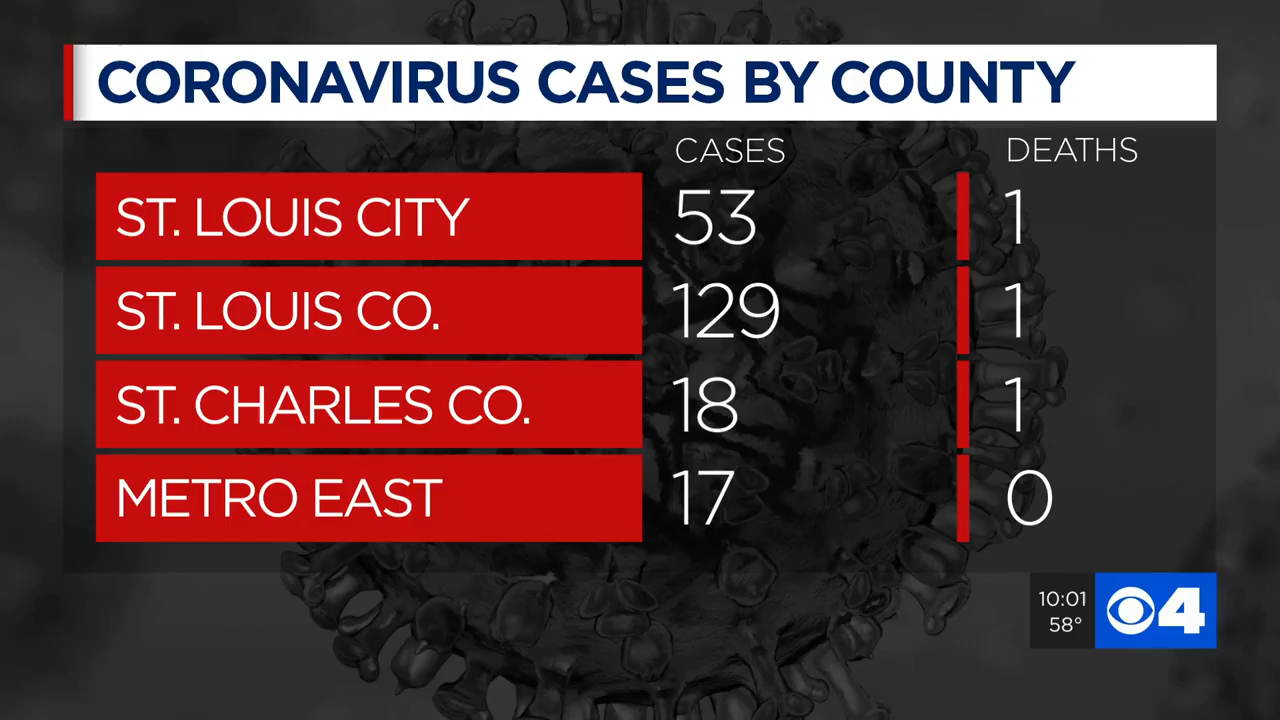 CORONAVIRUS CASES BY COUNTY
CASES DEATHS
ST. LOUIS CITY 53 1
ST. LOUIS CO. 129 1
ST. CHARLES CO. 18 1
METRO EAST 17 0
10:01
58°
4